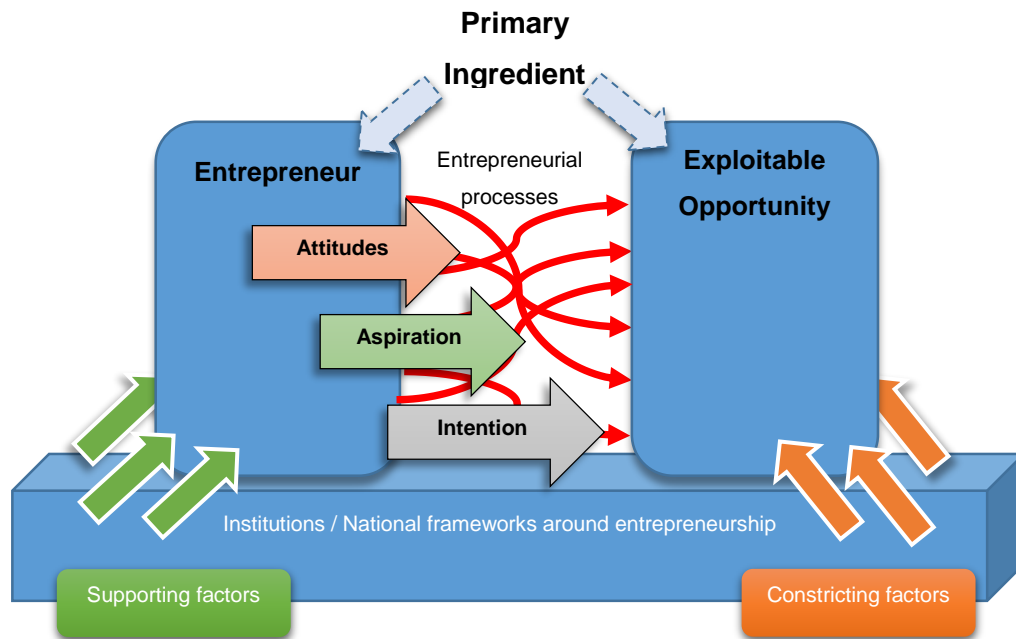 Primary
Ingredient
Entrepreneur
Entrepreneurial
processes
Exploitable
Opportunity
Attitudes
Aspiration
Intention
Institutions / National frameworks around entrepreneurship
Supporting factors
Constricting factors